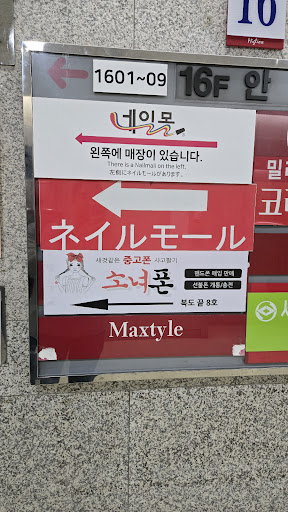 16
1601~09
16F 안
네일몰
왼쪽에 매장이 있습니다.
There is a Nailmall on the left.
左側にネイルモールがあります。
ネイルモール
새것같은 중고폰 사고팔기
소녀폰
핸드폰 매입 판매
선불폰 개통/충전
복도 끝 8호
Maxtyle
밀
코